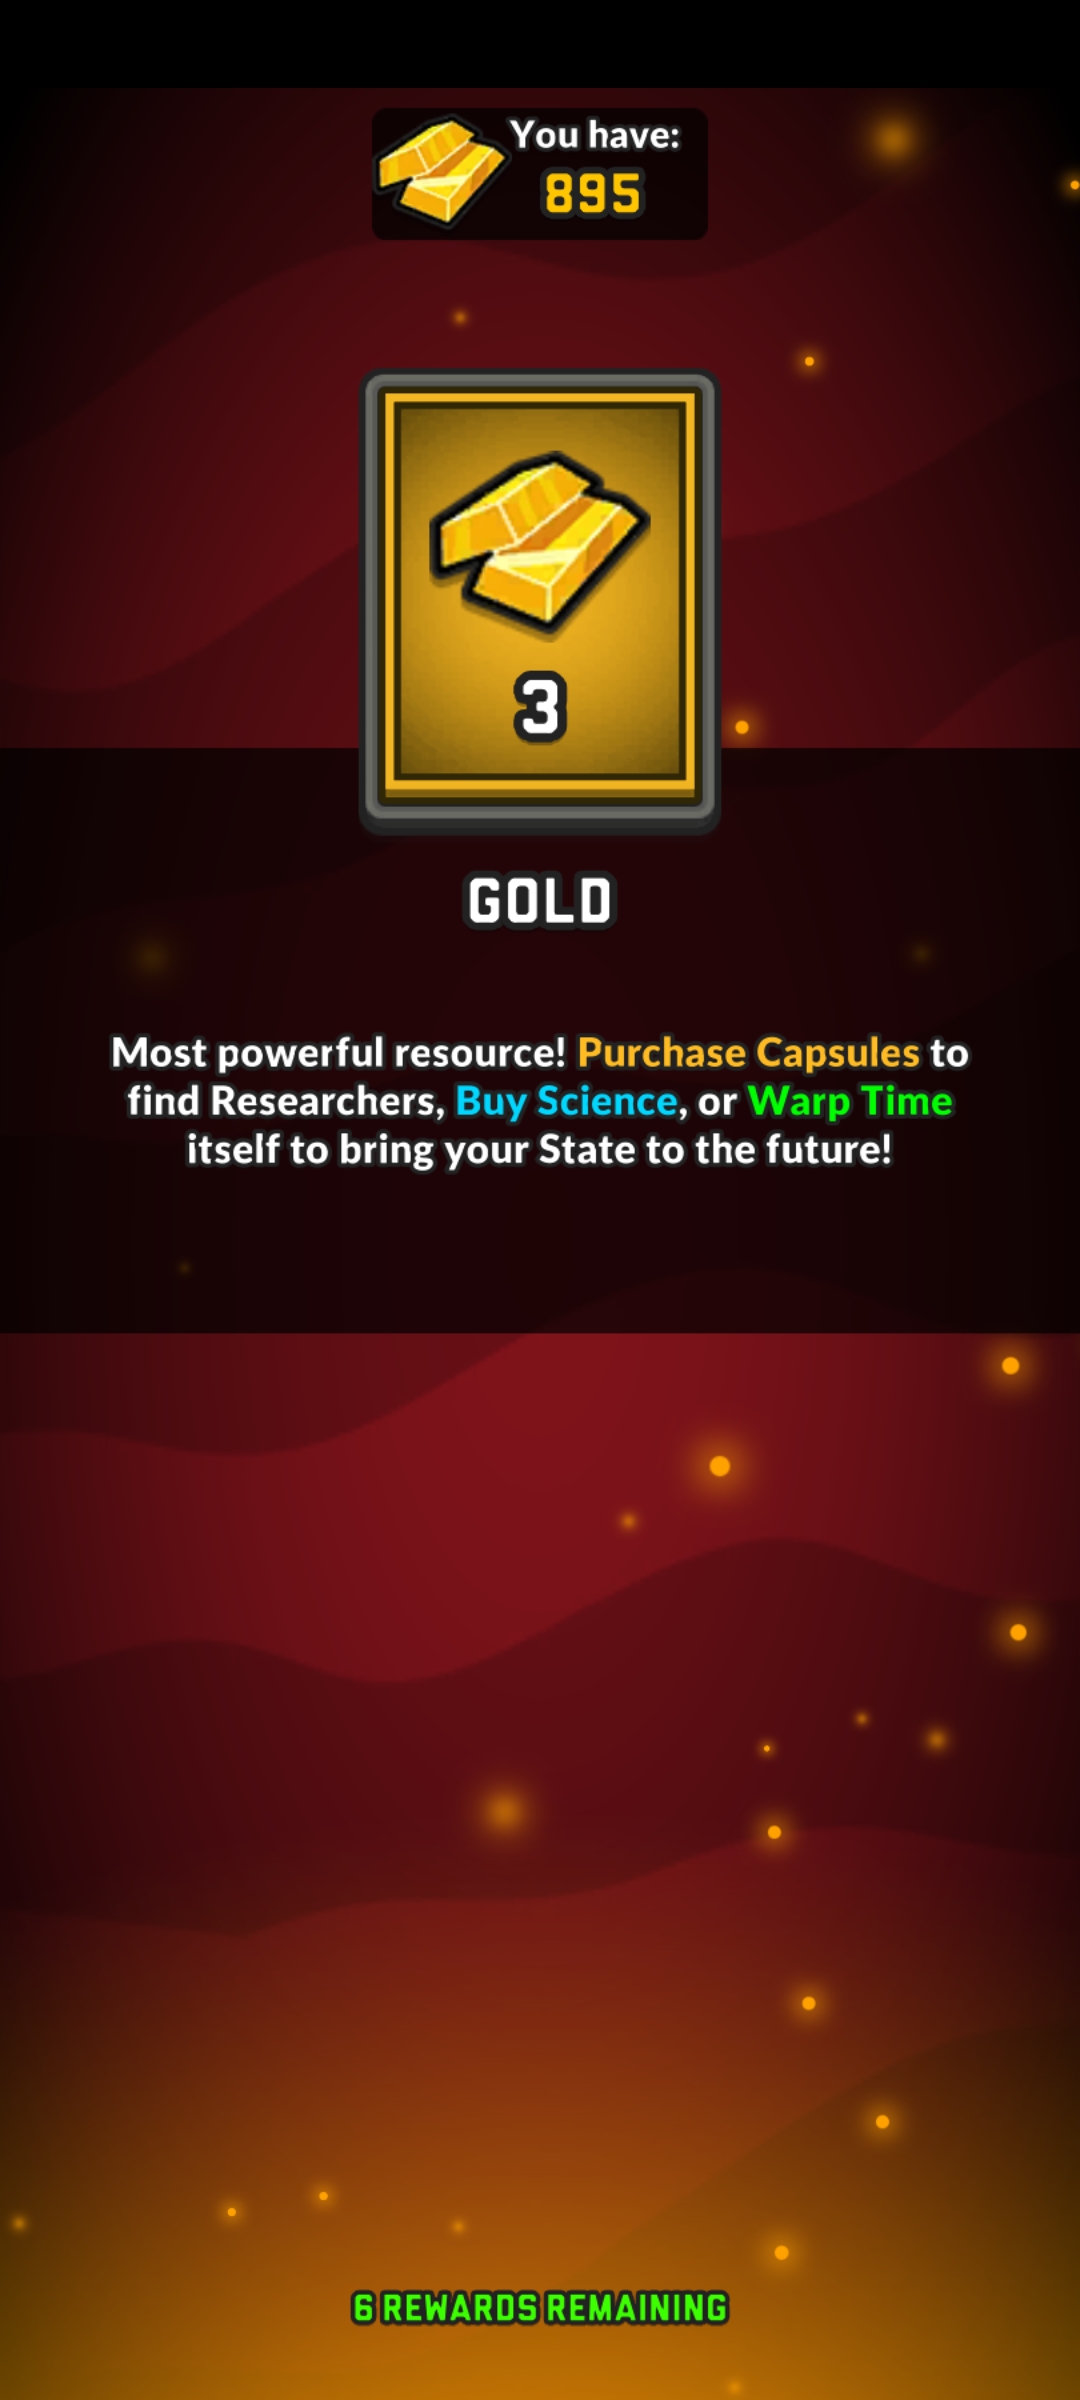 You have:
895
3
GOLD
Most powerful resource! Purchase Capsules to
find Researchers, Buy Science, or Warp Time
itself to bring your State to the future!
6 REWARDS REMAINING